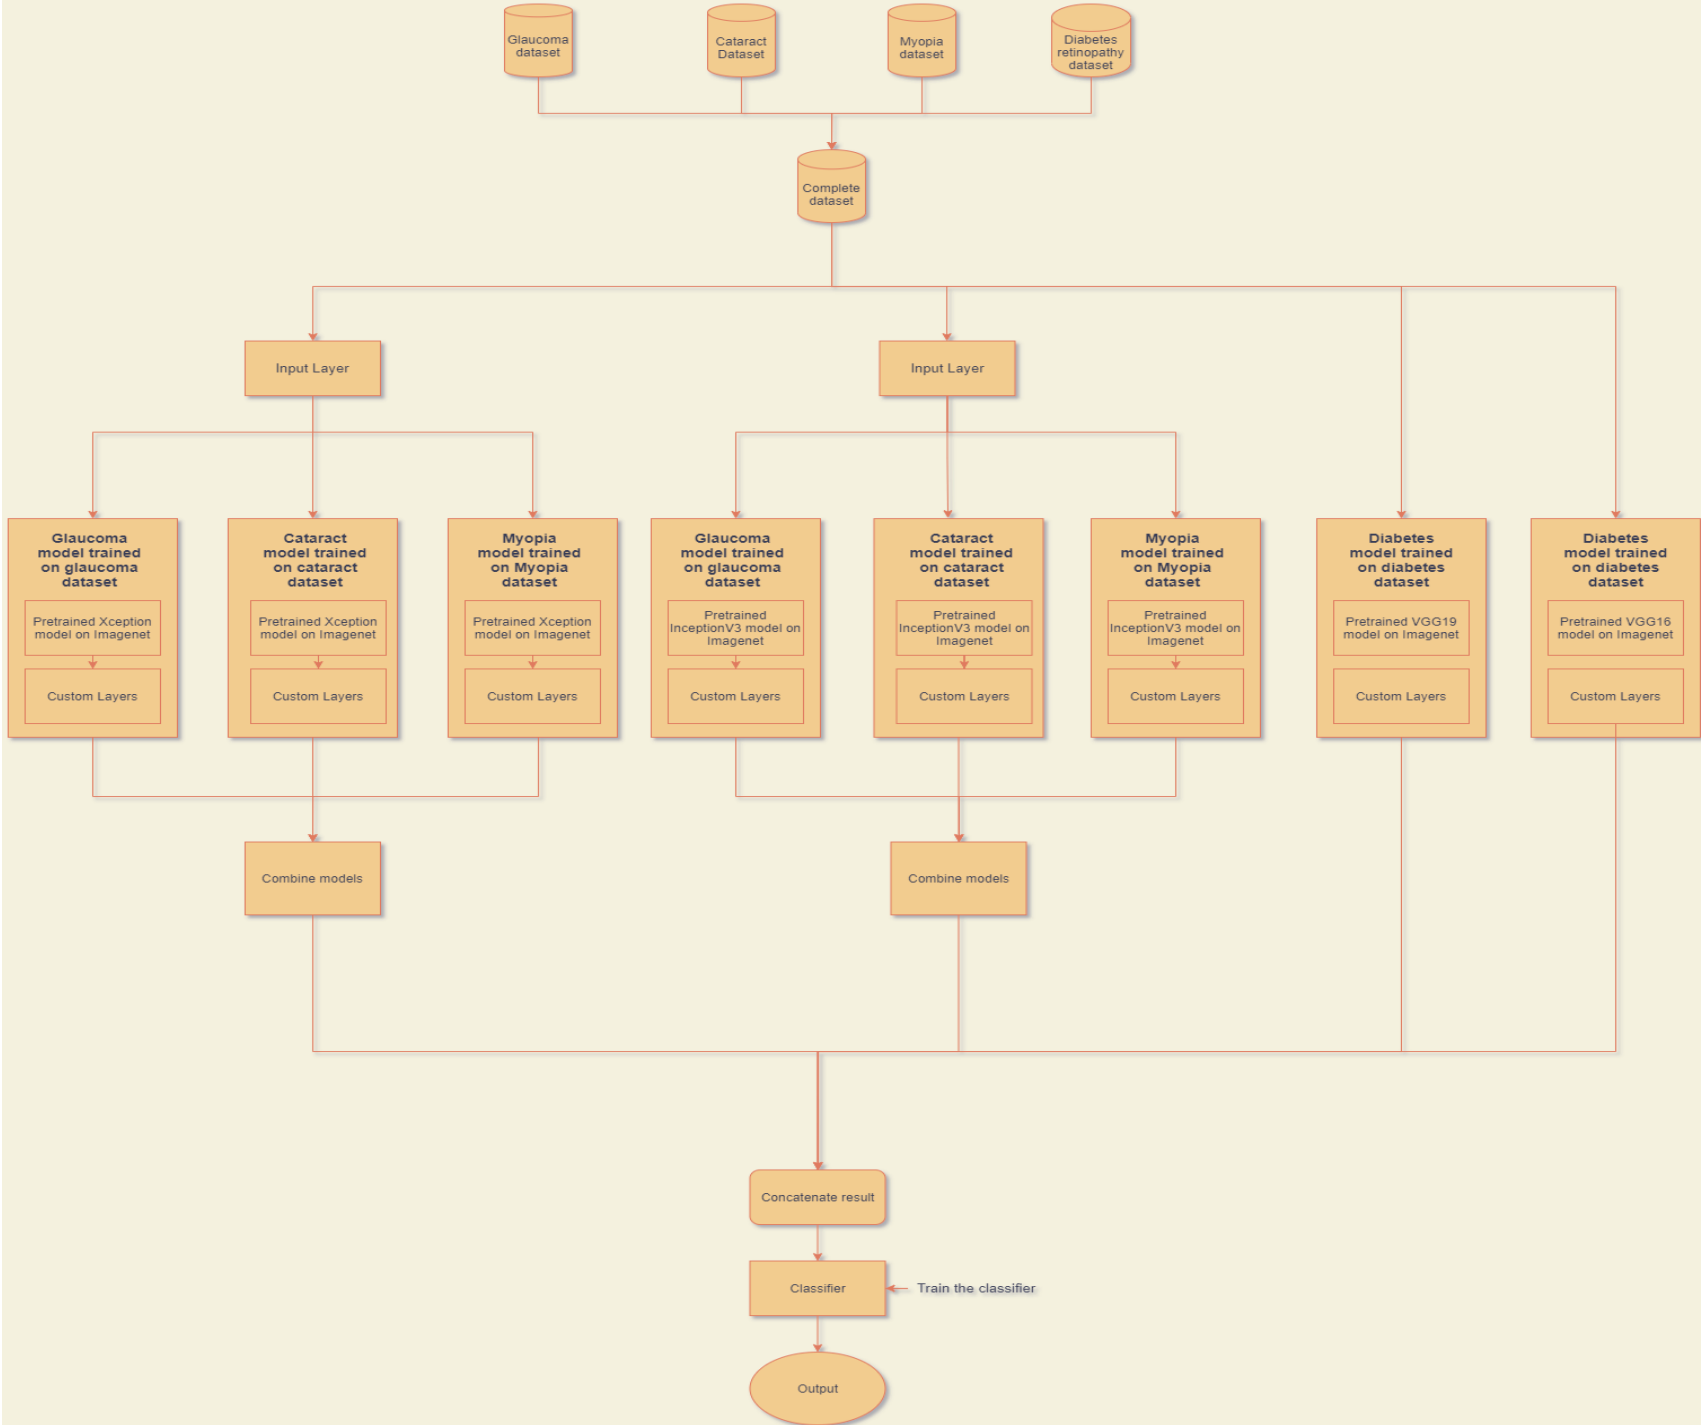 Glaucoma
dataset
Cataract
Dataset
Myopia
dataset
Diabetes
retinopathy
dataset
Complete
dataset
Input Layer
Input Layer
Glaucoma
model trained
on glaucoma
dataset
Pretrained Xception
model on Imagenet
Custom Layers
Cataract
model trained
on cataract
dataset
Pretrained Xception
model on Imagenet
Custom Layers
Myopia
model trained
on Myopia
dataset
Pretrained Xception
model on Imagenet
Custom Layers
Glaucoma
model trained
on glaucoma
dataset
Pretrained
InceptionV3 model on
Imagenet
Custom Layers
Cataract
model trained
on cataract
dataset
Pretrained
InceptionV3 model on
Imagenet
Custom Layers
Myopia
model trained
on Myopia
dataset
Pretrained
InceptionV3 model on
Imagenet
Custom Layers
Diabetes
model trained
on diabetes
dataset
Pretrained VGG19
model on Imagenet
Custom Layers
Diabetes
model trained
on diabetes
dataset
Pretrained VGG16
model on Imagenet
Custom Layers
Combine models
Combine models
Concatenate result
Classifier
Train the classifier
Output